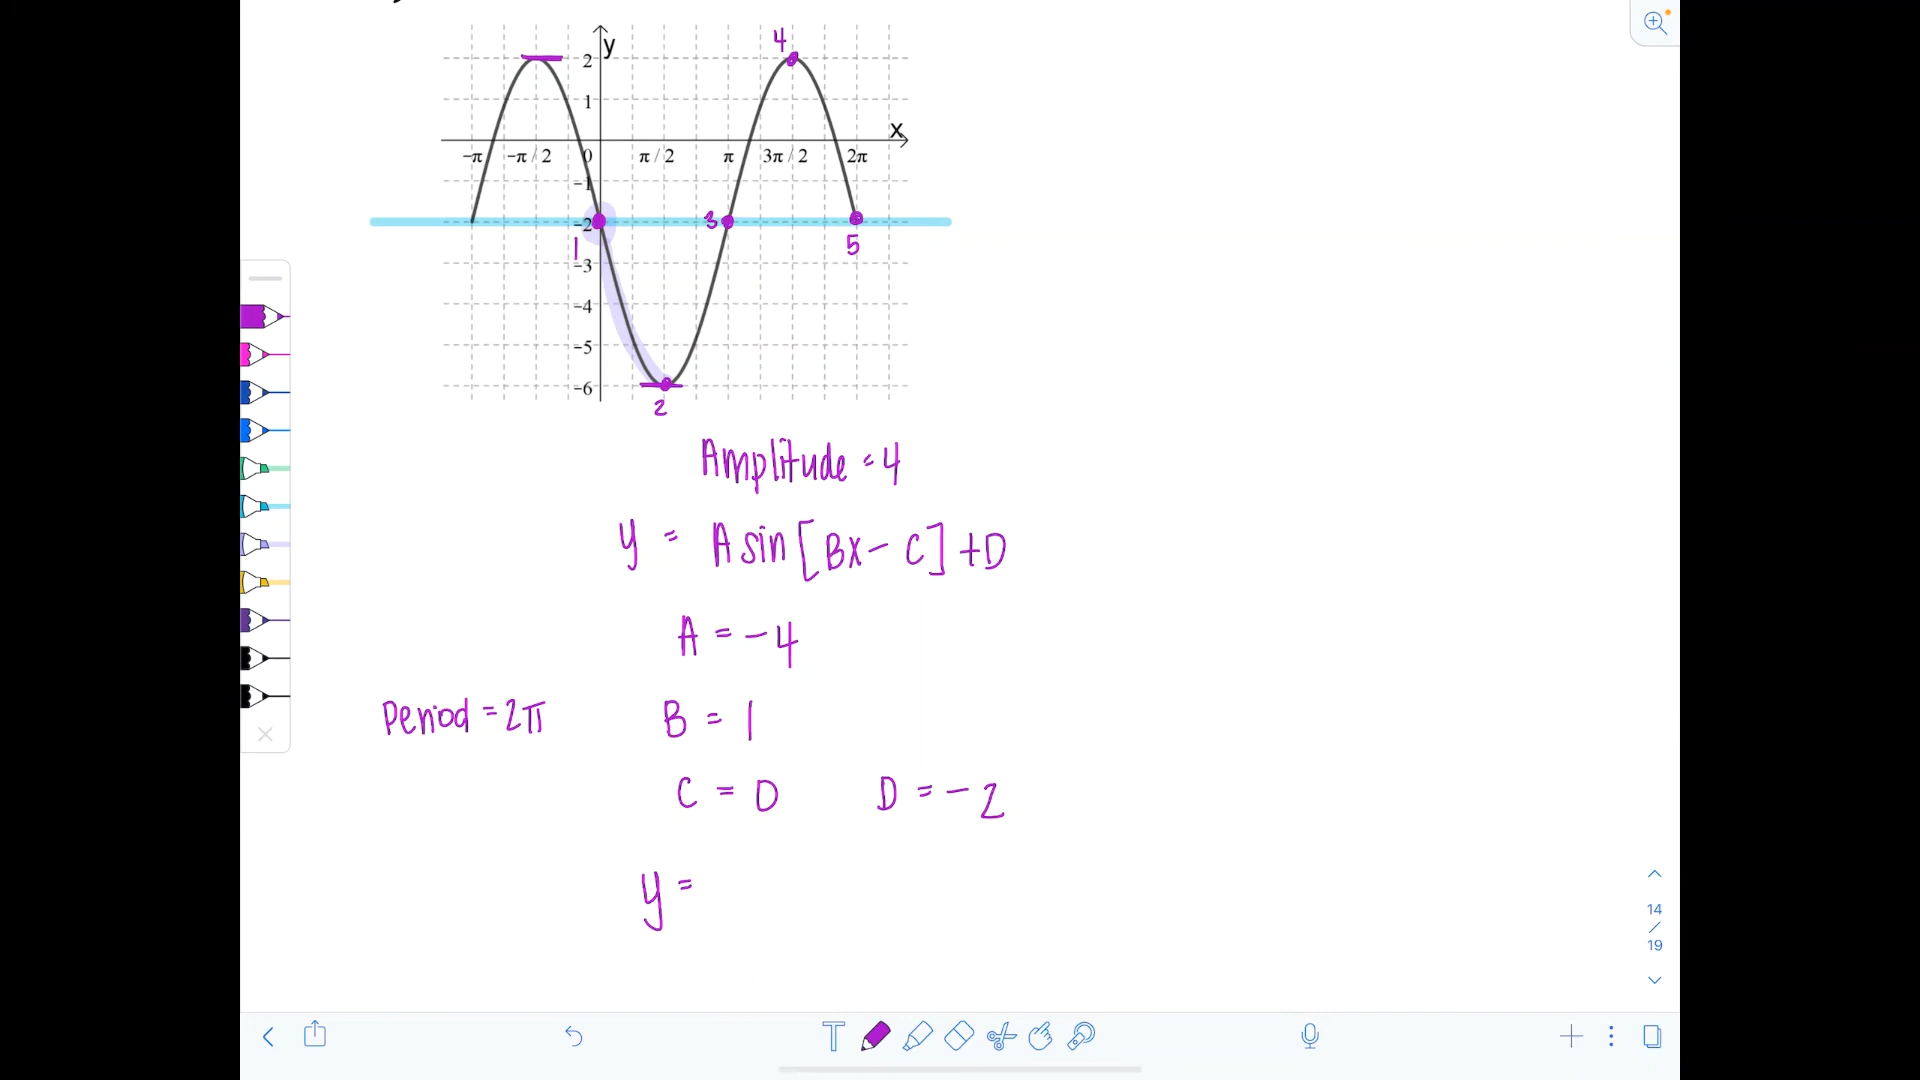 4
y
2
1
x
-π -π / 2 0 π / 2 π 3π / 2 2π
-1
-2 3
1 5
-3
-4
-5
-6
2
Amplitude = 4
y = A sin [Bx - C] + D
A = -4
Period = 2π B = 1
C = 0 D = -2
y =
14
/
19
T